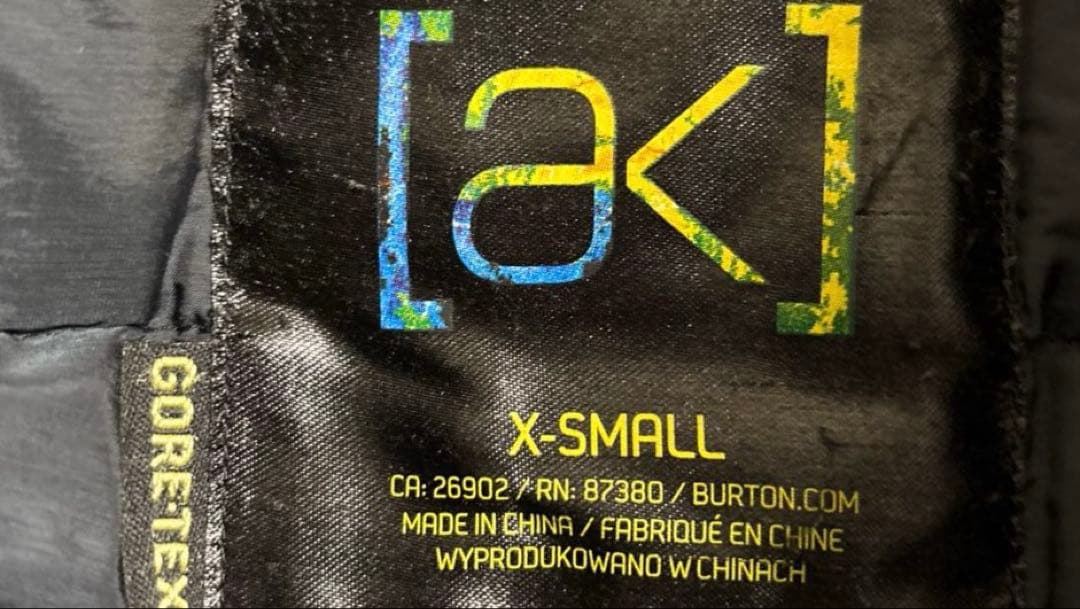 [ak]
X-SMALL
CA: 26902 / RN: 87380 / BURTON.COM
MADE IN CHINA / FABRIQUÉ EN CHINE
WYPRODUKOWANO W CHINACH
GORE-TEX